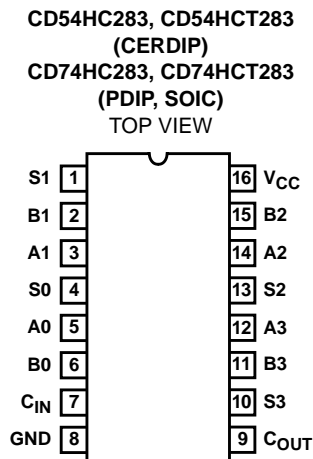 CD54HC283, CD54HCT283
(CERDIP)
CD74HC283, CD74HCT283
(PDIP, SOIC)
TOP VIEW
S1 1 16 VCC
B1 2 15 B2
A1 3 14 A2
S0 4 13 S2
A0 5 12 A3
B0 6 11 B3
CIN 7 10 S3
GND 8 9 COUT